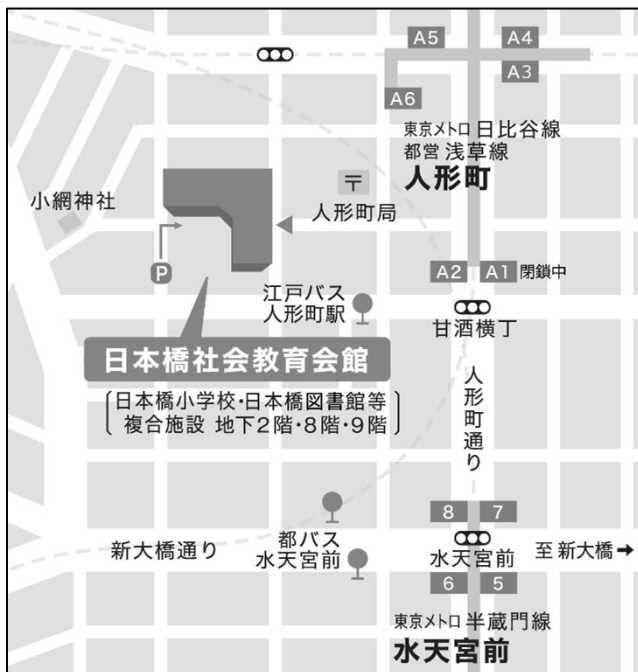 A5
A4
A3
A6
東京メトロ 日比谷線
都営 浅草線
人形町
〒
人形町局
小網神社
P
A2
A1 閉鎖中
江戸バス
人形町駅
甘酒横丁
日本橋社会教育会館
日本橋小学校・日本橋図書館等
複合施設 地下2階・8階・9階
人形町通り
8
7
都バス
水天宮前
新大橋通り
水天宮前
至 新大橋➡
6
5
東京メトロ 半蔵門線
水天宮前